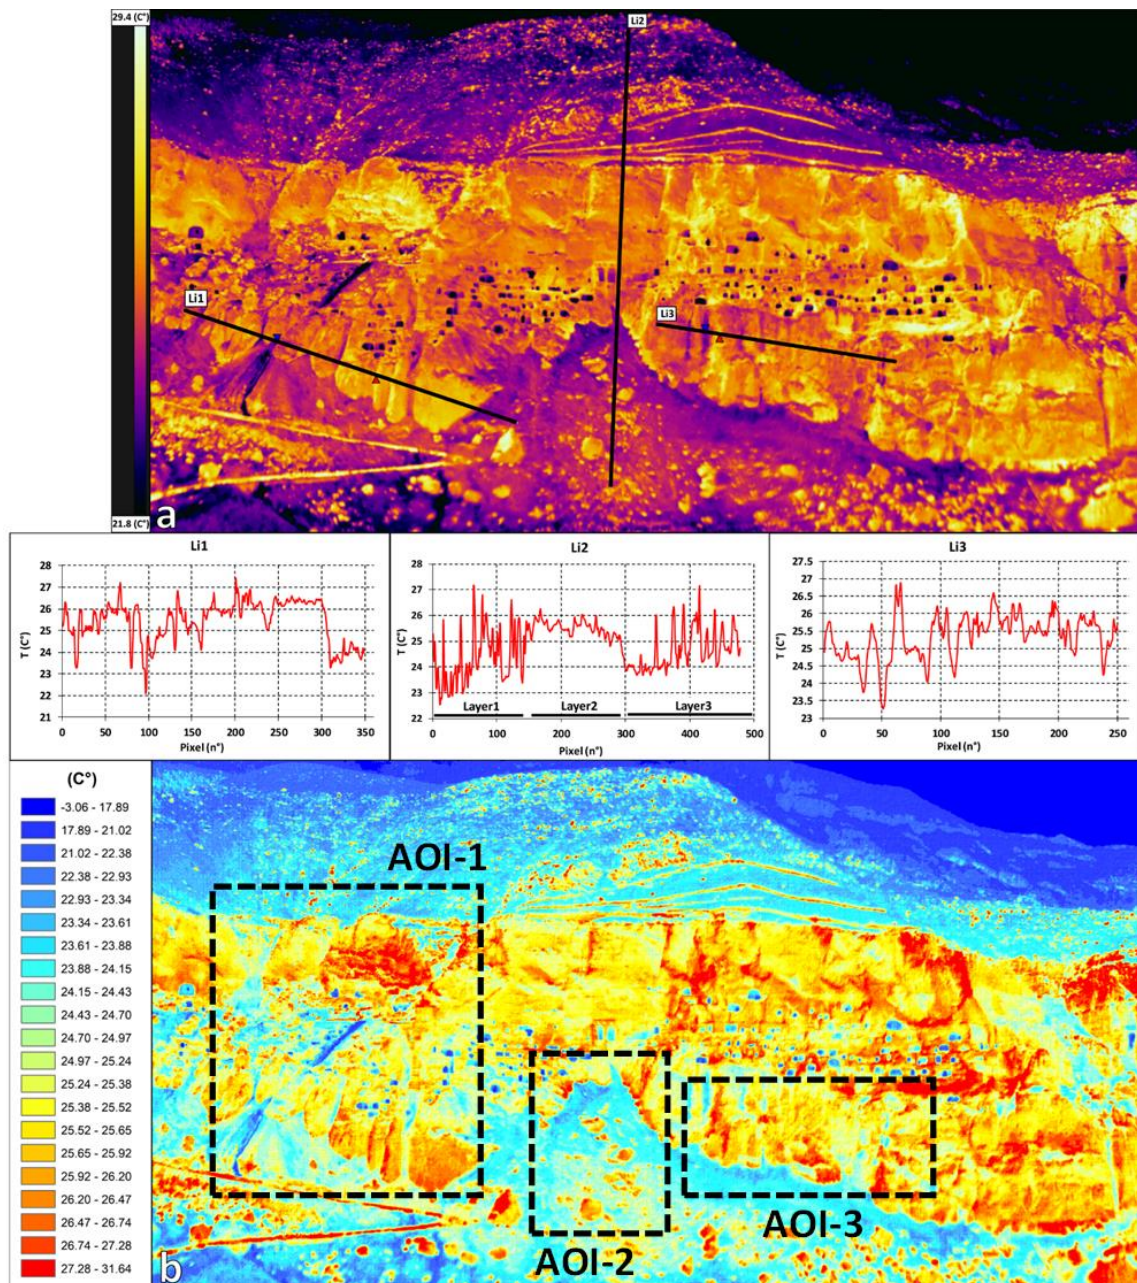 29.4 (C°)
Li2
Li1
Li3
21.8 (C°)
a
Li1
28
27
26
25
24
23
22
21
T (C°)
0 50 100 150 200 250 300 350
Pixel (n°)
Li2
28
27
26
25
24
23
22
T (C°)
Layer1 Layer2 Layer3
0 100 200 300 400 500
Pixel (n°)
Li3
27.5
27
26.5
26
25.5
25
24.5
24
23.5
23
T (C°)
0 50 100 150 200 250
Pixel (n°)
(C°)
-3.06 - 17.89
17.89 - 21.02
21.02 - 22.38
22.38 - 22.93
22.93 - 23.34
23.34 - 23.61
23.61 - 23.88
23.88 - 24.15
24.15 - 24.43
24.43 - 24.70
24.70 - 24.97
24.97 - 25.24
25.24 - 25.38
25.38 - 25.52
25.52 - 25.65
25.65 - 25.92
25.92 - 26.20
26.20 - 26.47
26.47 - 26.74
26.74 - 27.28
27.28 - 31.64
AOI-1
AOI-2
AOI-3
b